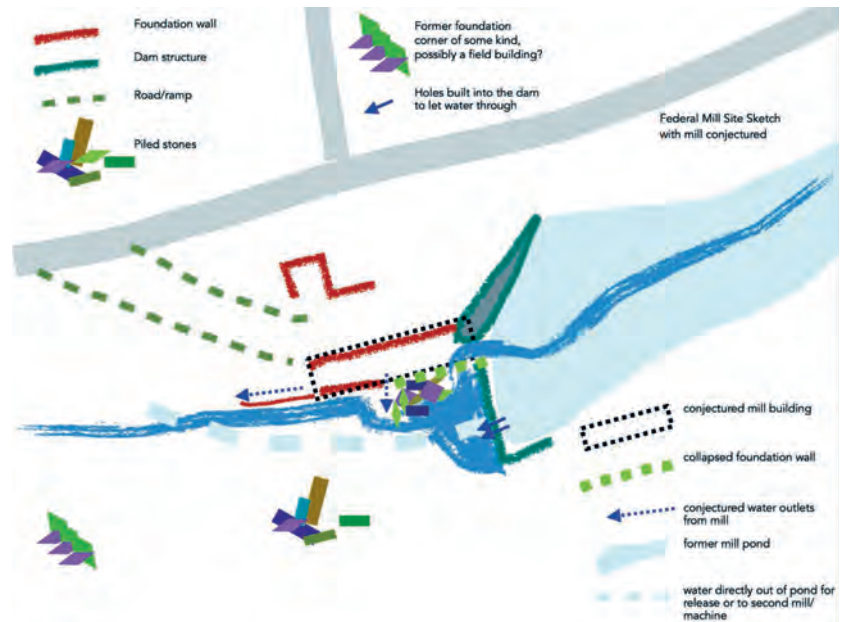 Foundation wall
Dam structure
Road/ramp
Piled stones
Former foundation
corner of some kind,
possibly a field building?
Holes built into the dam
to let water through
Federal Mill Site Sketch
with mill conjectured
conjectured mill building
collapsed foundation wall
conjectured water outlets
from mill
former mill pond
water directly out of pond for
release or to second mill/
machine